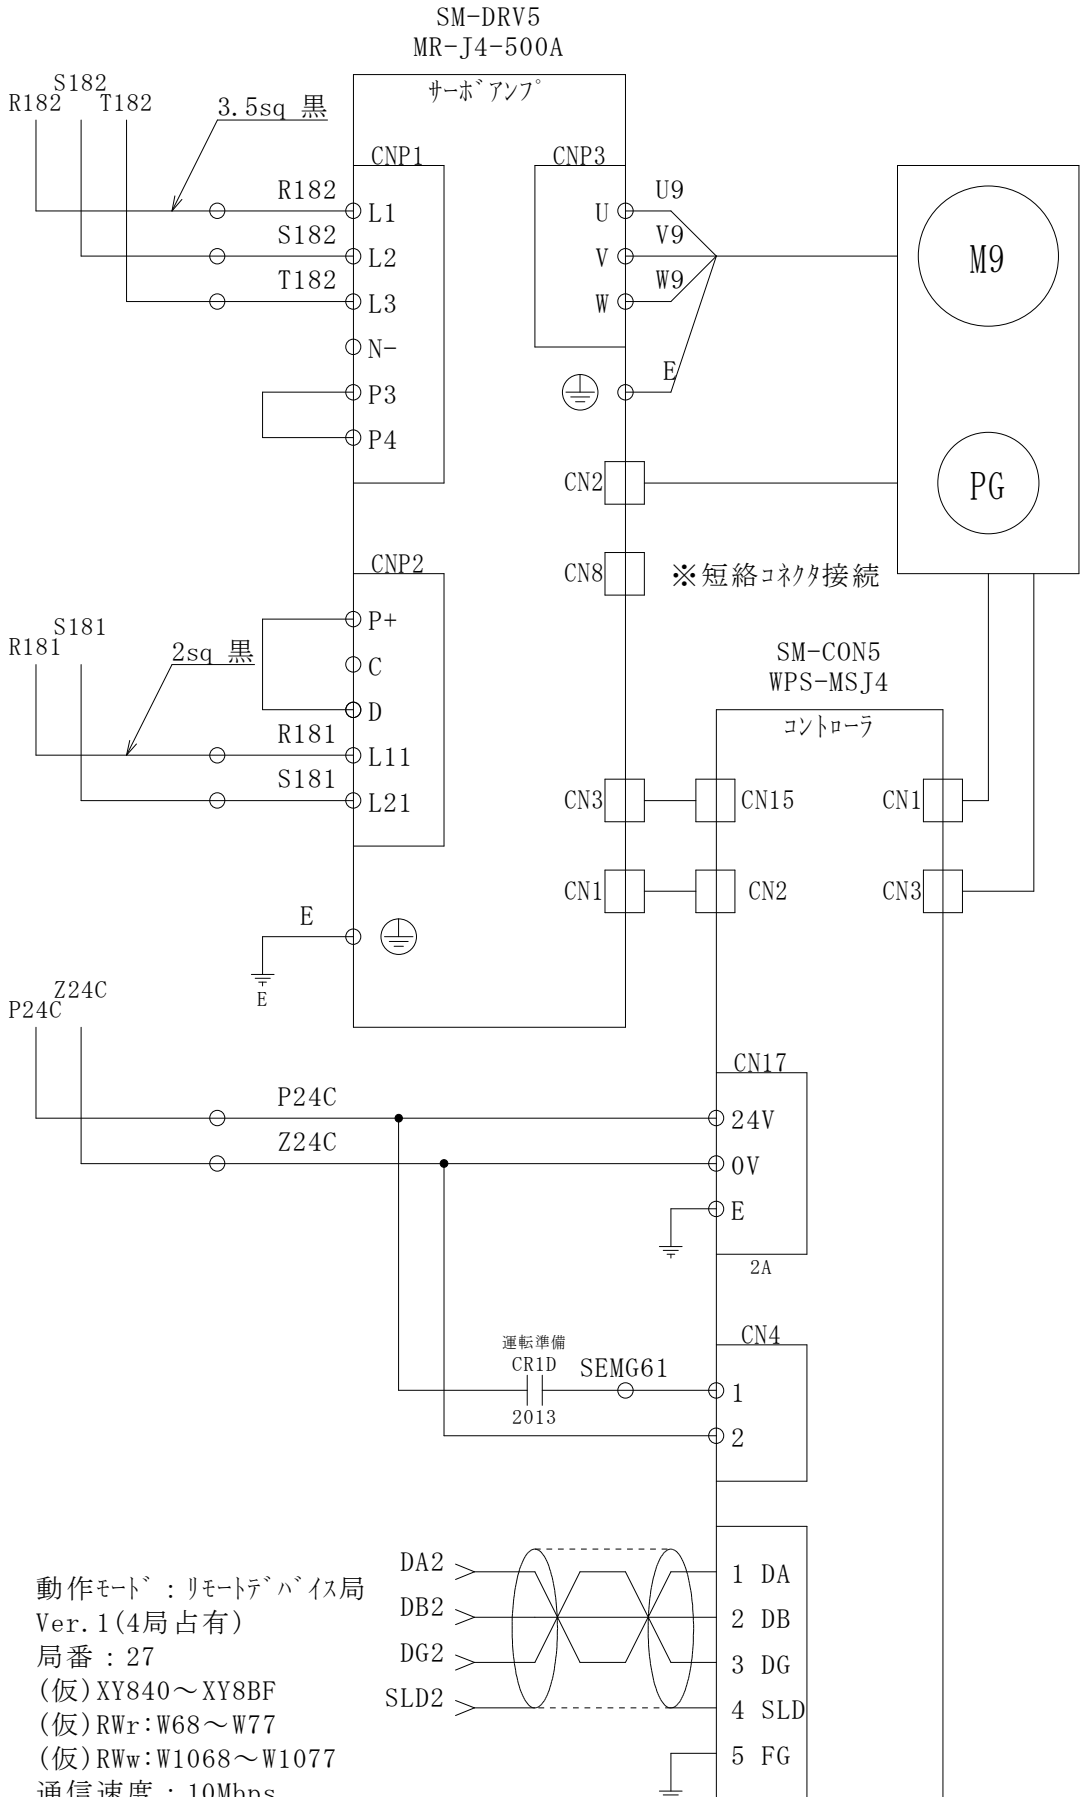 SM-DRV5
MR-J4-500A
サーボアンプ
R182
S182
T182
3.5sq 黒
CNP1
R182
L1
S182
L2
T182
L3
N-
P3
P4
CNP3
U
U9
V
V9
W
W9
E
M9
PG
CN2
CN8
※短絡コネクタ接続
CNP2
P+
C
D
R181
S181
2sq 黒
R181
L11
S181
L21
E
E
SM-CON5
WPS-MSJ4
コントローラ
CN3
CN15
CN1
CN1
CN2
CN3
P24C
Z24C
CN17
P24C
24V
Z24C
0V
E
2A
CN4
運転準備
CR1D
2013
SEMG61
1
2
DA2
1 DA
DB2
2 DB
DG2
3 DG
SLD2
4 SLD
5 FG
動作モード:リモートデバイス局
Ver.1(4局占有)
局番:27
(仮)XY840～XY8BF
(仮)RWr:W68～W77
(仮)RWw:W1068～W1077
通信速度:10Mbps